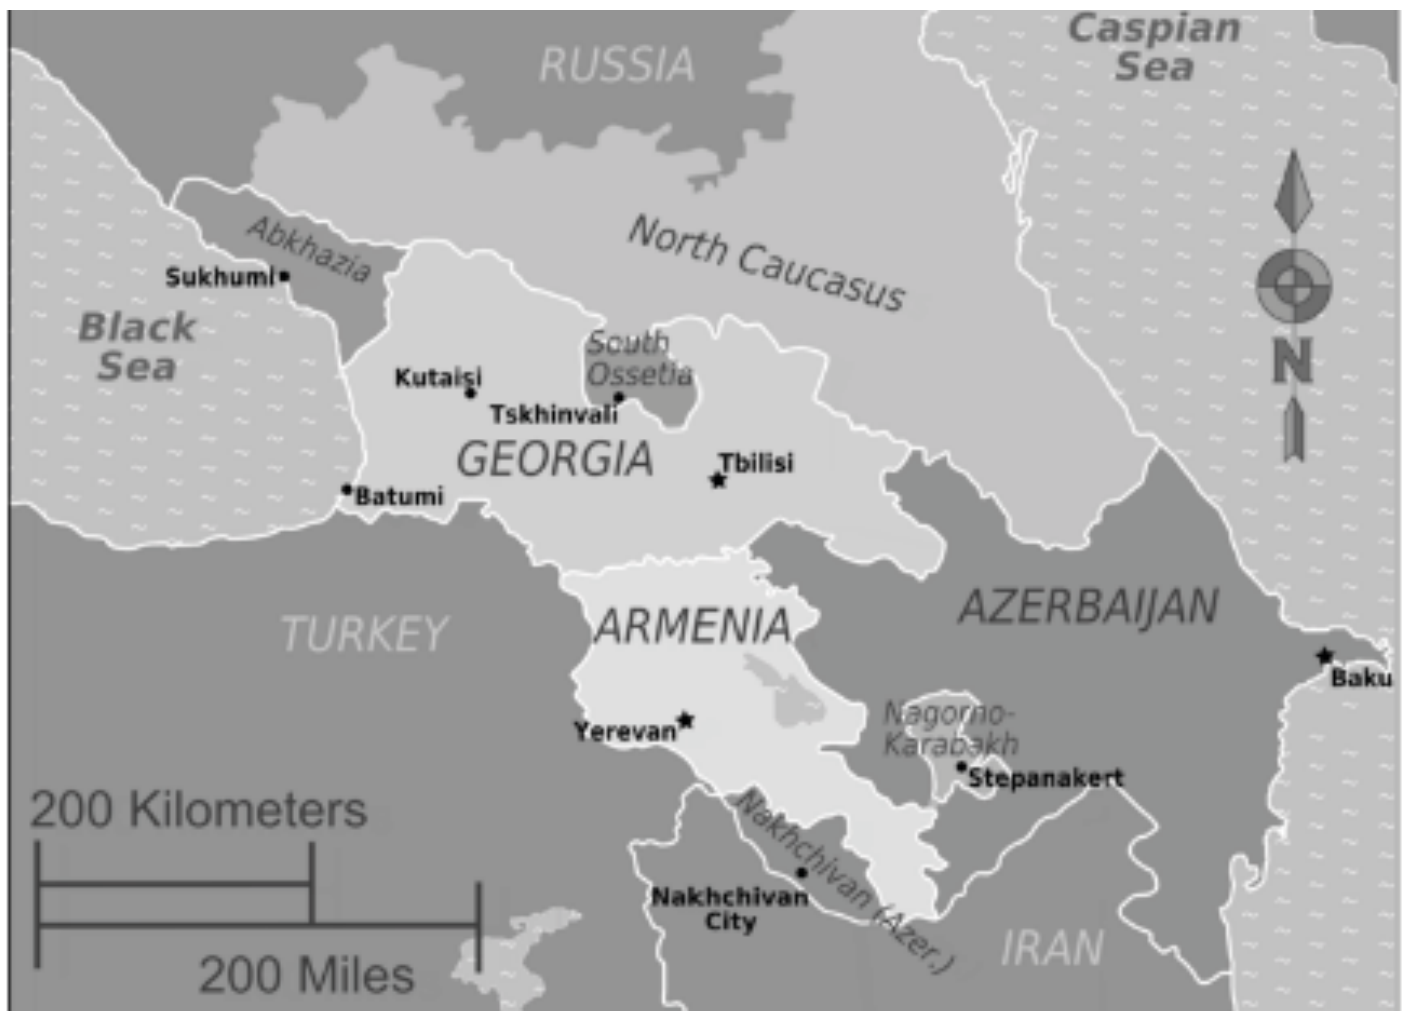 Caspian
Sea
RUSSIA
North Caucasus
Abkhazia
Sukhumi
Black
Sea
N
South
Ossetia
Kutaisi
Tskhinvali
GEORGIA
Tbilisi
Batumi
ARMENIA
AZERBAIJAN
TURKEY
Baku
Nagorno-
Karabakh
Yerevan
Stepanakert
200 Kilometers
Nakhchivan (Azer.)
Nakhchivan
City
IRAN
200 Miles